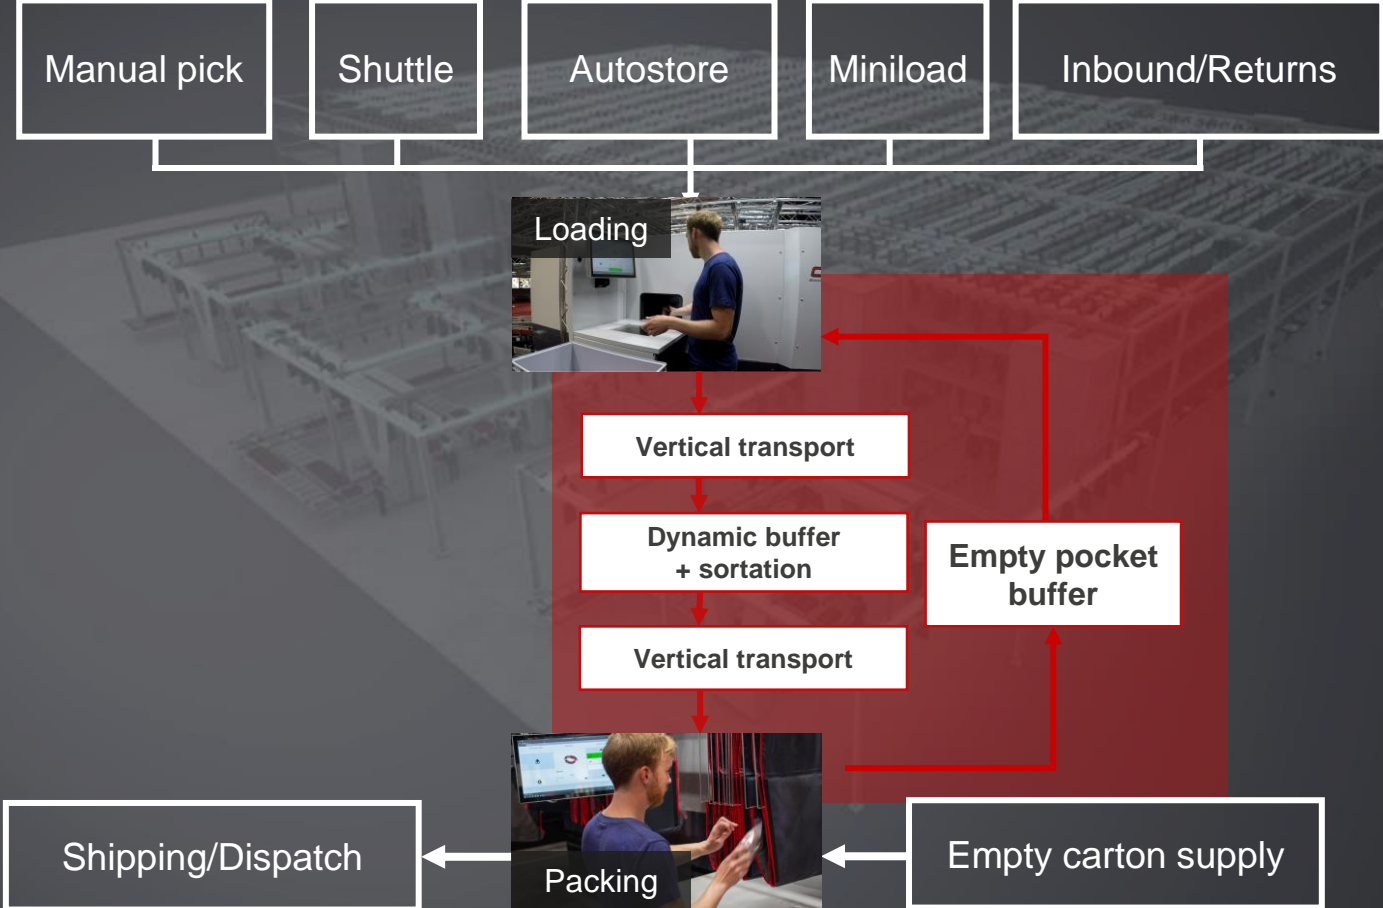 Manual pick
Shuttle
Autostore
Miniload
Inbound/Returns
Loading
Vertical transport
Dynamic buffer
+ sortation
Empty pocket
buffer
Vertical transport
Shipping/Dispatch
Packing
Empty carton supply